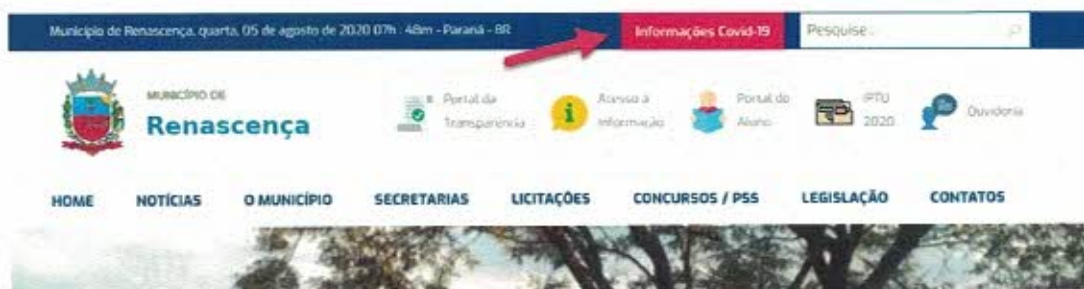 Município de Renascença, quarta, 05 de agosto de 2020 07h : 48m - Paraná - BR
Informações Covid-19
Pesquise...
MUNICÍPIO DE
Renascença
Portal da
Transparência
Acesso à
Informação
Portal do
Aluno
IPTU
2020
Ouvidoria
HOME NOTÍCIAS O MUNICÍPIO SECRETARIAS LICITAÇÕES CONCURSOS / PSS LEGISLAÇÃO CONTATOS